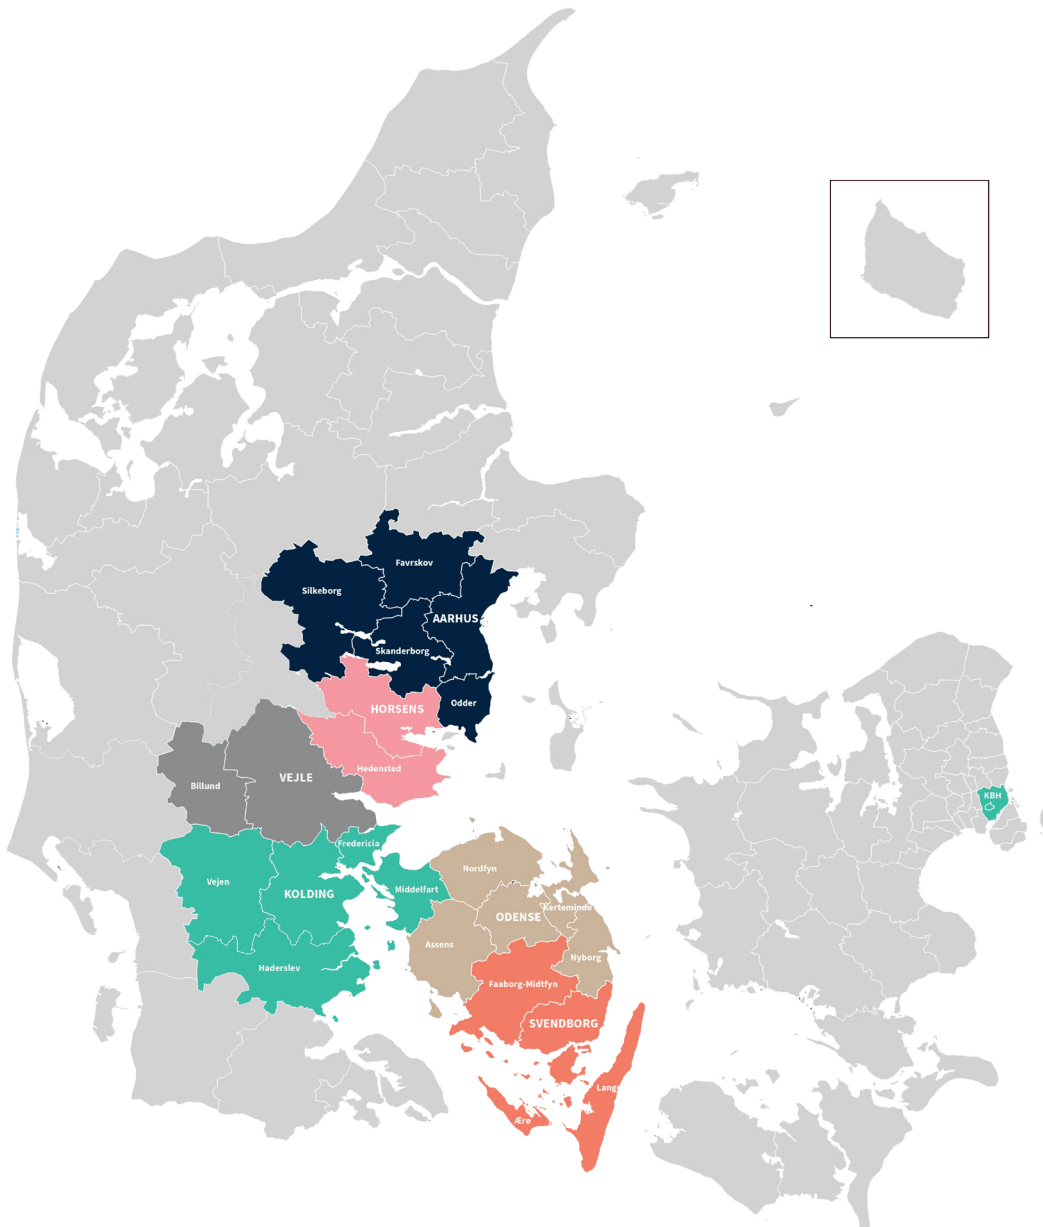 Favrskov
Silkeborg
AARHUS
Skanderborg
Odder
HORSENS
Hedensted
VEJLE
Billund
KBH
Fredericia
Vejen
KOLDING
Middelfart
Nordfyn
Kerteminde
ODENSE
Assens
Nyborg
Haderslev
Faaborg-Midtfyn
SVENDBORG
Lange
Ærø